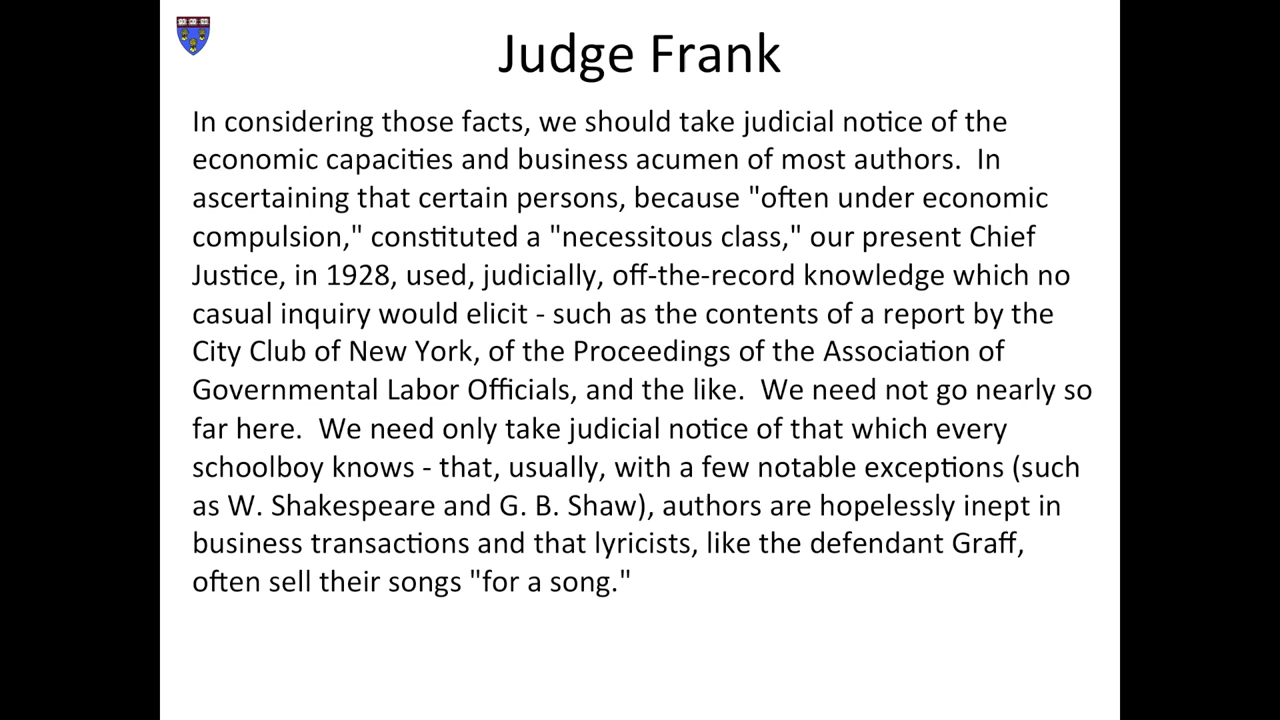 Judge Frank
In considering those facts, we should take judicial notice of the
economic capacities and business acumen of most authors.  In
ascertaining that certain persons, because "often under economic
compulsion," constituted a "necessitous class," our present Chief
Justice, in 1928, used, judicially, off-the-record knowledge which no
casual inquiry would elicit - such as the contents of a report by the
City Club of New York, of the Proceedings of the Association of
Governmental Labor Officials, and the like.  We need not go nearly so
far here.  We need only take judicial notice of that which every
schoolboy knows - that, usually, with a few notable exceptions (such
as W. Shakespeare and G. B. Shaw), authors are hopelessly inept in
business transactions and that lyricists, like the defendant Graff,
often sell their songs "for a song."